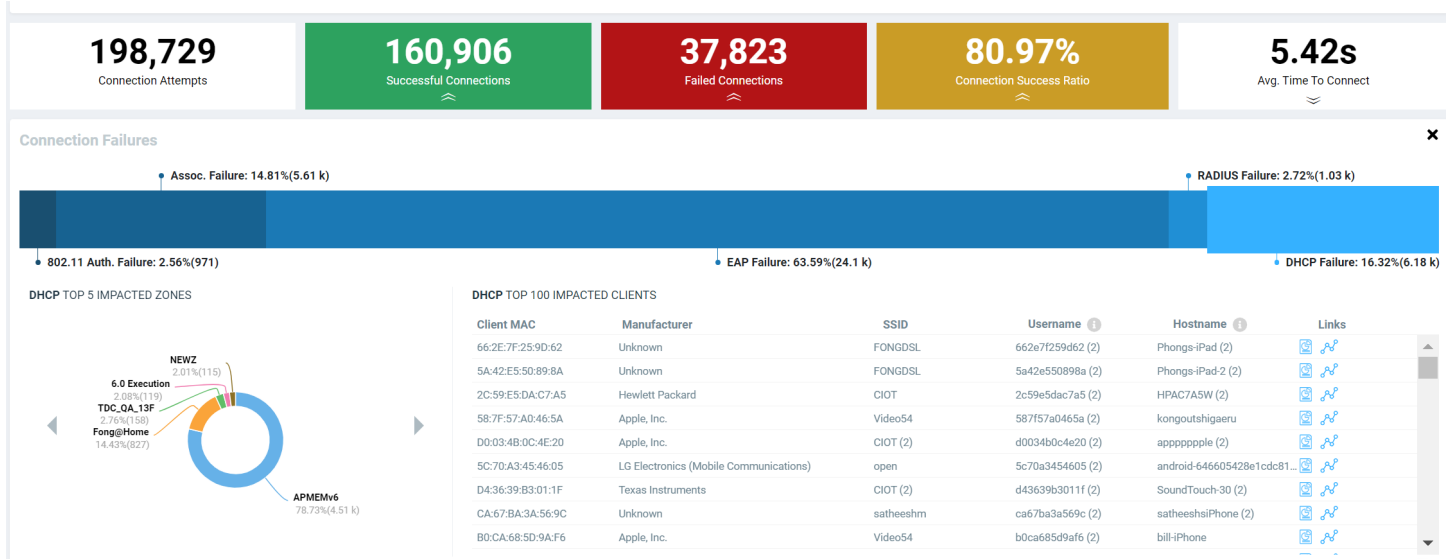 198,729
Connection Attempts
160,906
Successful Connections
37,823
Failed Connections
80.97%
Connection Success Ratio
5.42s
Avg. Time To Connect
Connection Failures
Assoc. Failure: 14.81%(5.61 k)
RADIUS Failure: 2.72%(1.03 k)
802.11 Auth. Failure: 2.56%(971)
EAP Failure: 63.59%(24.1 k)
DHCP Failure: 16.32%(6.18 k)
DHCP TOP 5 IMPACTED ZONES
NEWZ
2.01%(115)
6.0 Execution
2.08%(119)
TDC_QA_13F
2.76%(158)
Fong@Home
14.43%(827)
APMEMv6
78.73%(4.51 k)
DHCP TOP 100 IMPACTED CLIENTS
Client MAC Manufacturer SSID Username Hostname Links
66:2E:7F:25:9D:62 Unknown FONGDSL 662e7f259d62 (2) Phongs-iPad (2)
5A:42:E5:50:89:8A Unknown FONGDSL 5a42e550898a (2) Phongs-iPad-2 (2)
2C:59:E5:DA:C7:A5 Hewlett Packard CIOT 2c59e5dac7a5 (2) HPAC7A5W (2)
58:7F:57:A0:46:5A Apple, Inc. Video54 587f57a0465a (2) kongoutshigaeru
D0:03:4B:0C:4E:20 Apple, Inc. CIOT (2) d0034b0c4e20 (2) appppppple (2)
5C:70:A3:45:46:05 LG Electronics (Mobile Communications) open 5c70a3454605 (2) android-646605428e1cdc81...
D4:36:39:B3:01:1F Texas Instruments CIOT (2) d43639b3011f (2) SoundTouch-30 (2)
CA:67:BA:3A:56:9C Unknown satheeshm ca67ba3a569c (2) satheeshsiPhone (2)
B0:CA:68:5D:9A:F6 Apple, Inc. Video54 b0ca685d9af6 (2) bill-iPhone